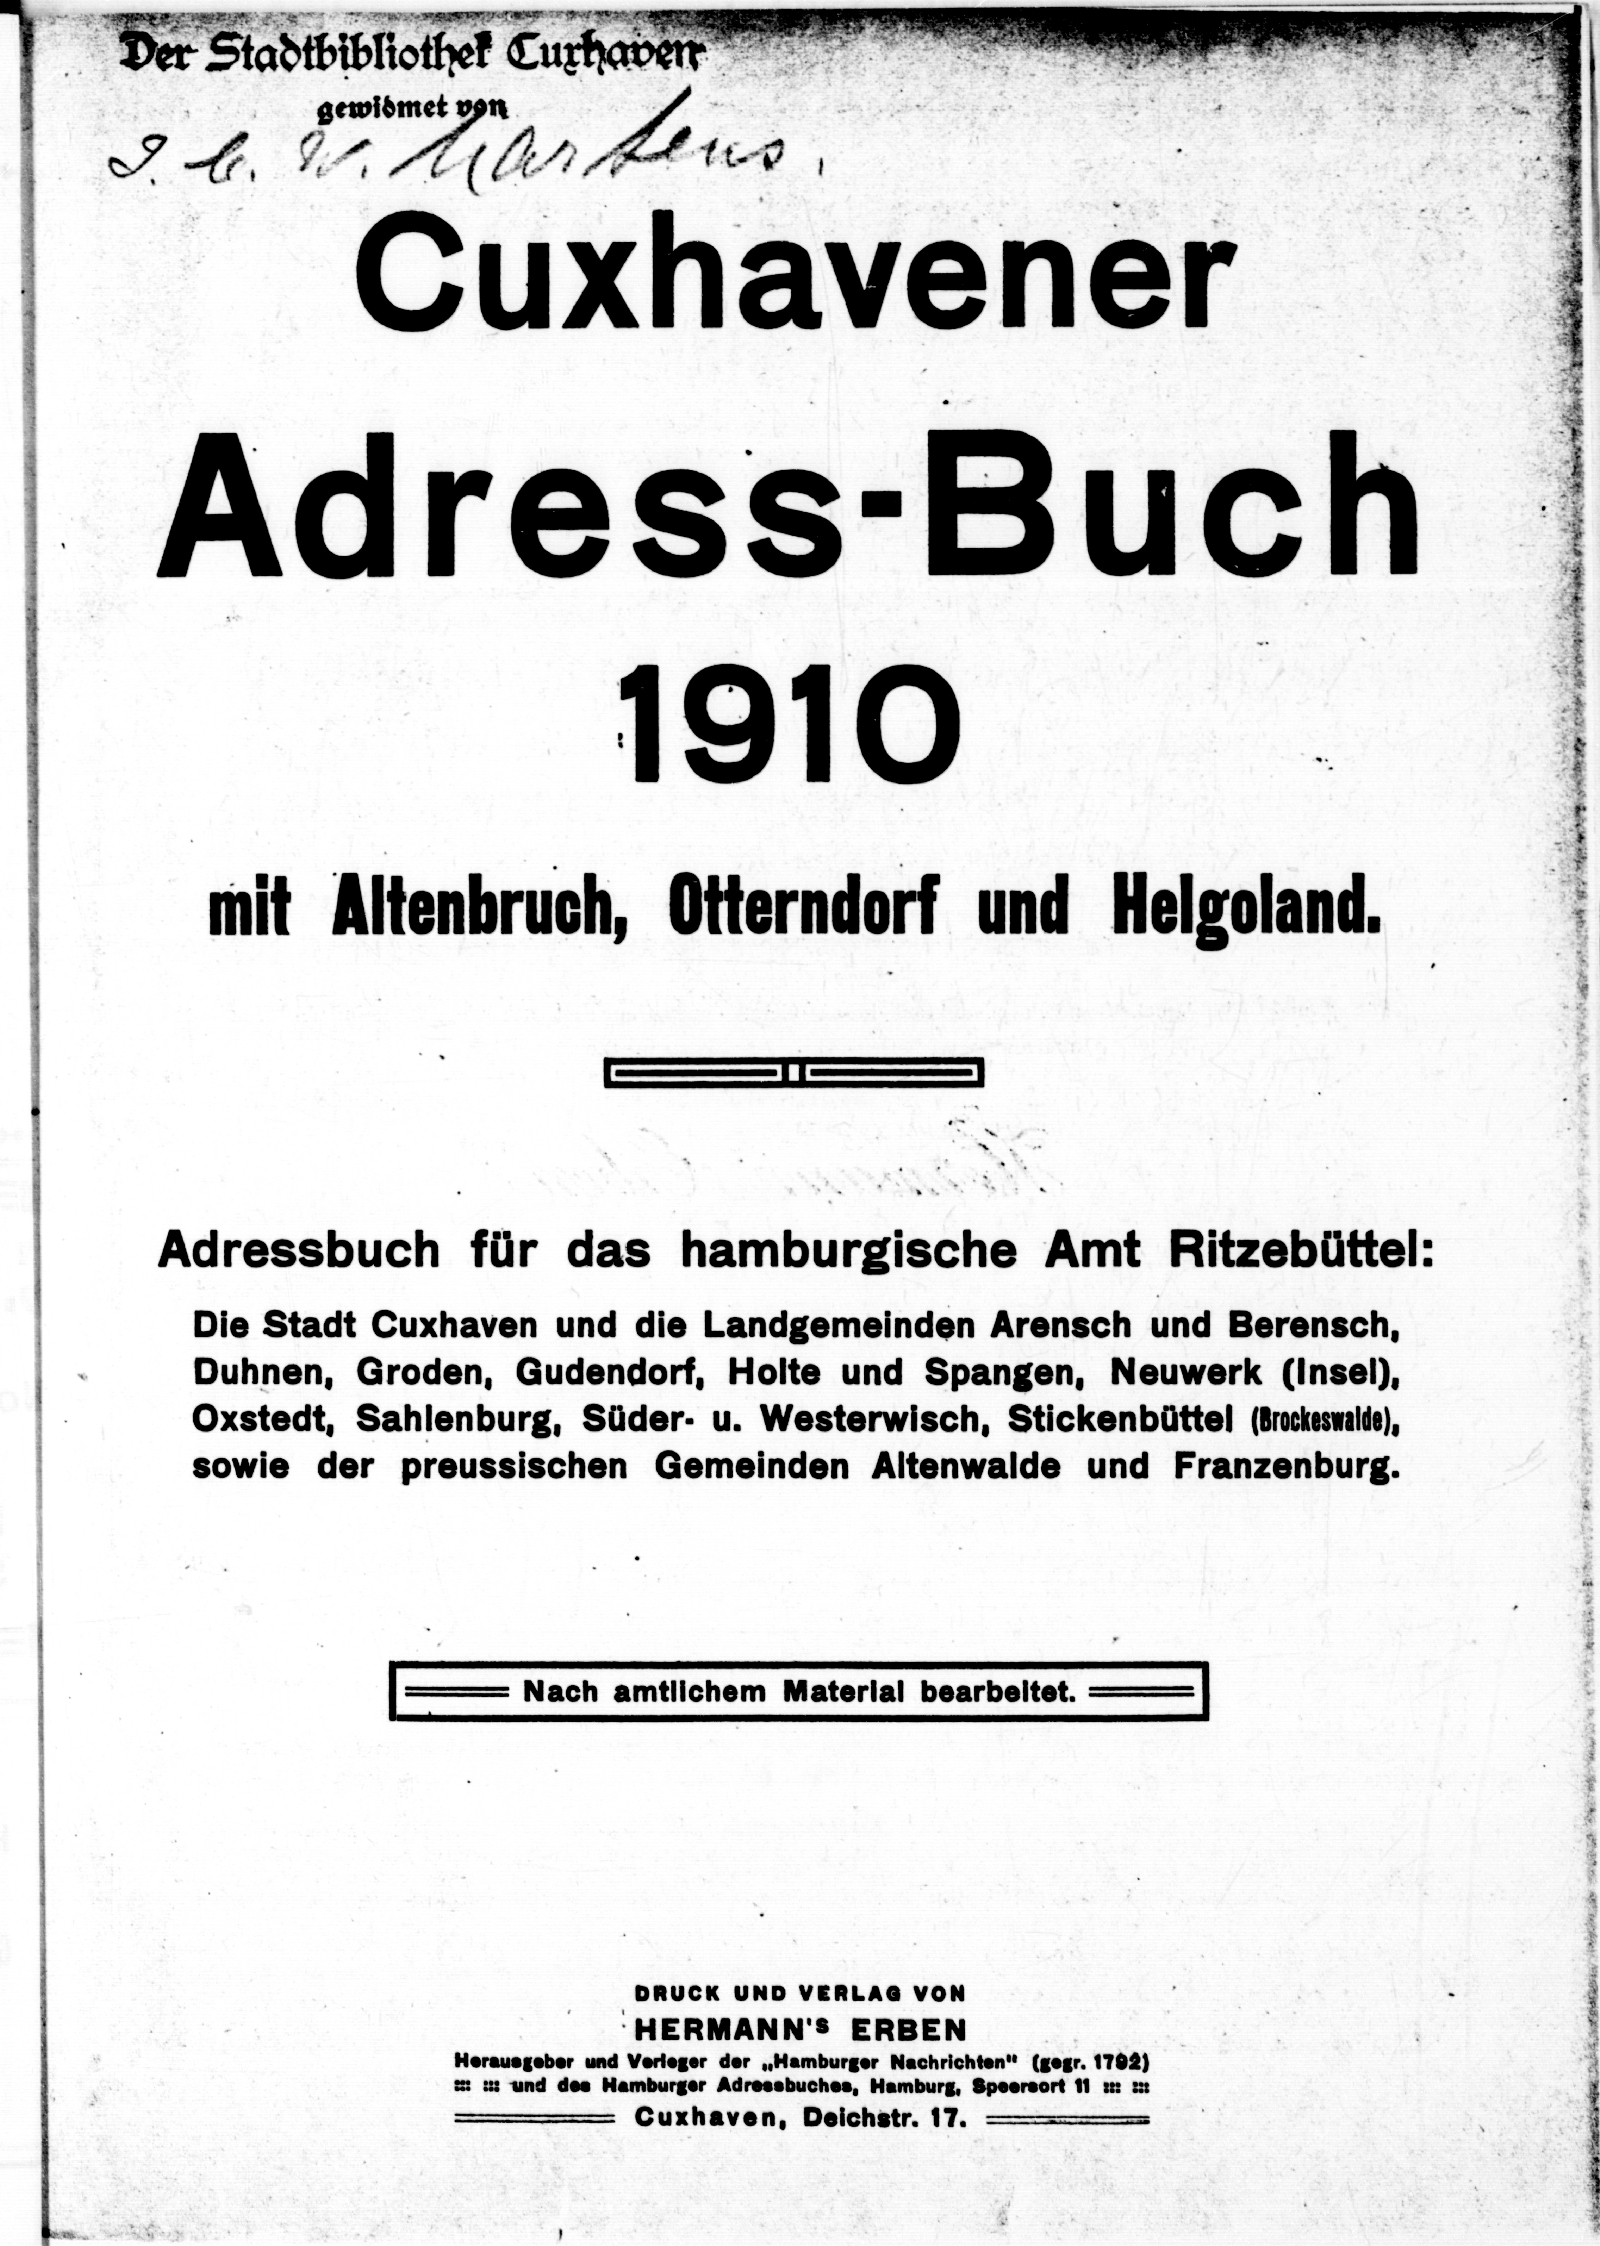 Der Stadtbibliothek Cuxhaven
gewidmet von
J. C. W. Martens.
Cuxhavener
Adress-Buch
1910
mit Altenbruch, Otterndorf und Helgoland.
Adressbuch für das hamburgische Amt Ritzebüttel:
Die Stadt Cuxhaven und die Landgemeinden Arensch und Berensch,
Duhnen, Groden, Gudendorf, Holte und Spangen, Neuwerk (Insel),
Oxstedt, Sahlenburg, Süder- u. Westerwisch, Stickenbüttel (Brockeswalde),
sowie der preussischen Gemeinden Altenwalde und Franzenburg.
Nach amtlichem Material bearbeitet.
DRUCK UND VERLAG VON
HERMANN'S ERBEN
Herausgeber und Verleger der „Hamburger Nachrichten" (gegr. 1792)
::: ::: und des Hamburger Adressbuches, Hamburg, Speersort 11 ::: :::
Cuxhaven, Deichstr. 17.